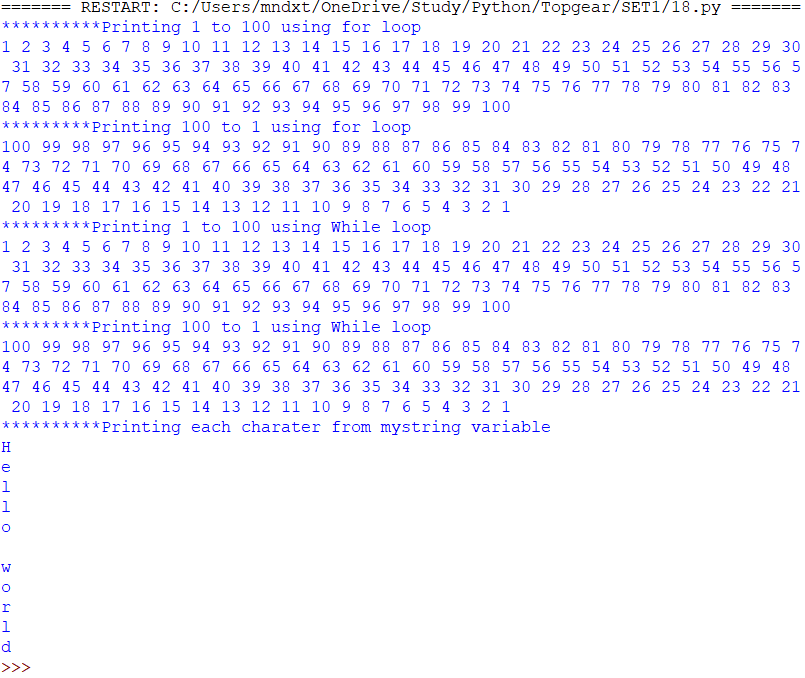 ======= RESTART: C:/Users/mndxt/OneDrive/Study/Python/Topgear/SET1/18.py =======
**********Printing 1 to 100 using for loop
1 2 3 4 5 6 7 8 9 10 11 12 13 14 15 16 17 18 19 20 21 22 23 24 25 26 27 28 29 30
 31 32 33 34 35 36 37 38 39 40 41 42 43 44 45 46 47 48 49 50 51 52 53 54 55 56 5
7 58 59 60 61 62 63 64 65 66 67 68 69 70 71 72 73 74 75 76 77 78 79 80 81 82 83
84 85 86 87 88 89 90 91 92 93 94 95 96 97 98 99 100
*********Printing 100 to 1 using for loop
100 99 98 97 96 95 94 93 92 91 90 89 88 87 86 85 84 83 82 81 80 79 78 77 76 75 7
4 73 72 71 70 69 68 67 66 65 64 63 62 61 60 59 58 57 56 55 54 53 52 51 50 49 48
47 46 45 44 43 42 41 40 39 38 37 36 35 34 33 32 31 30 29 28 27 26 25 24 23 22 21
 20 19 18 17 16 15 14 13 12 11 10 9 8 7 6 5 4 3 2 1
*********Printing 1 to 100 using While loop
1 2 3 4 5 6 7 8 9 10 11 12 13 14 15 16 17 18 19 20 21 22 23 24 25 26 27 28 29 30
 31 32 33 34 35 36 37 38 39 40 41 42 43 44 45 46 47 48 49 50 51 52 53 54 55 56 5
7 58 59 60 61 62 63 64 65 66 67 68 69 70 71 72 73 74 75 76 77 78 79 80 81 82 83
84 85 86 87 88 89 90 91 92 93 94 95 96 97 98 99 100
*********Printing 100 to 1 using While loop
100 99 98 97 96 95 94 93 92 91 90 89 88 87 86 85 84 83 82 81 80 79 78 77 76 75 7
4 73 72 71 70 69 68 67 66 65 64 63 62 61 60 59 58 57 56 55 54 53 52 51 50 49 48
47 46 45 44 43 42 41 40 39 38 37 36 35 34 33 32 31 30 29 28 27 26 25 24 23 22 21
 20 19 18 17 16 15 14 13 12 11 10 9 8 7 6 5 4 3 2 1
**********Printing each charater from mystring variable
H
e
l
l
o

w
o
r
l
d
>>>